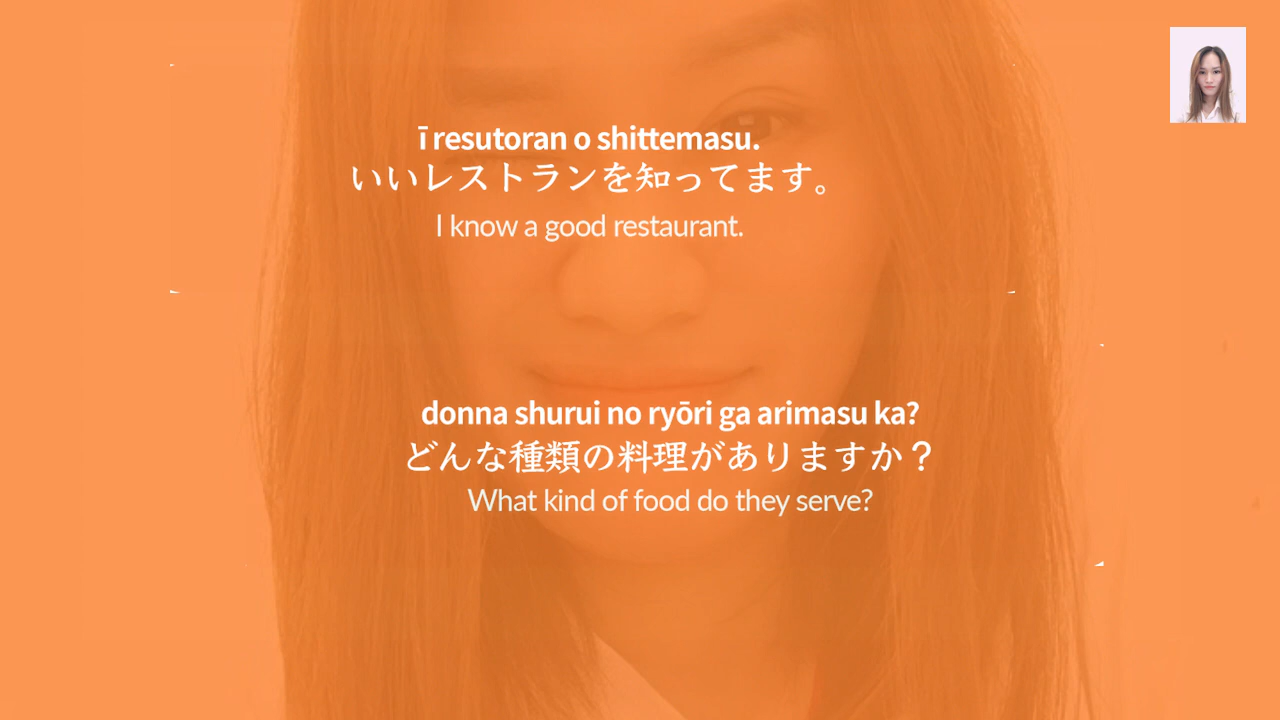 ī resutoran o shittemasu.
いいレストランを知ってます。
I know a good restaurant.
donna shurui no ryōri ga arimasu ka?
どんな種類の料理がありますか？
What kind of food do they serve?